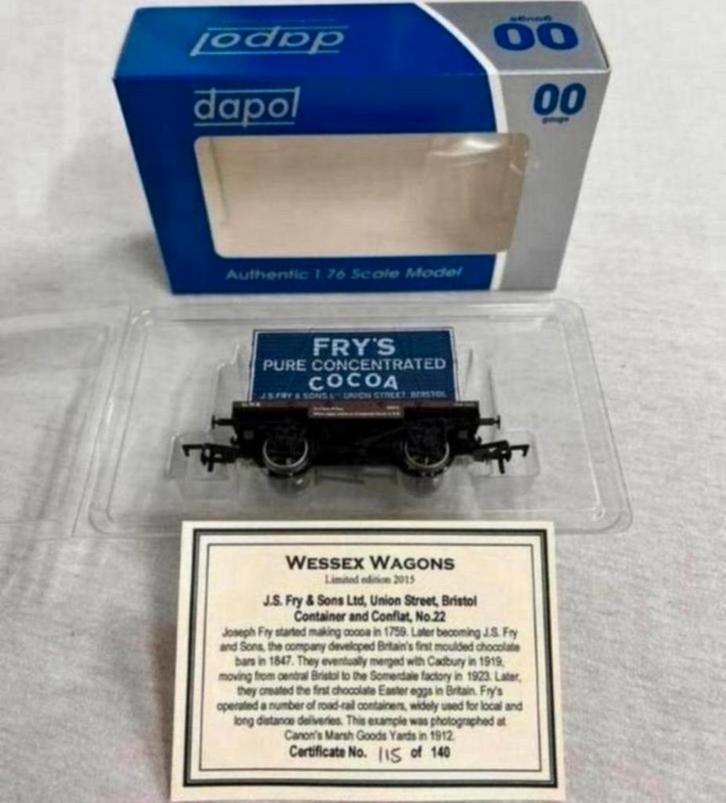 dapol
00
gauge
dapol
00
gauge
Authentic 1:76 Scale Model
FRY'S
PURE CONCENTRATED
COCOA
J.S.FRY & SONS LTD UNION STREET, BRISTOL
WESSEX WAGONS
Limited edition 2015
J.S. Fry & Sons Ltd, Union Street, Bristol
Container and Conflat, No.22
Joseph Fry started making cocoa in 1759. Later becoming J.S. Fry
and Sons, the company developed Britain's first moulded chocolate
bars in 1847. They eventually merged with Cadbury in 1919,
moving from central Bristol to the Somerdale factory in 1923. Later,
they created the first chocolate Easter eggs in Britain. Fry's
operated a number of road-rail containers, widely used for local and
long distance deliveries. This example was photographed at
Canon's Marsh Goods Yards in 1912.
Certificate No. 115 of 140